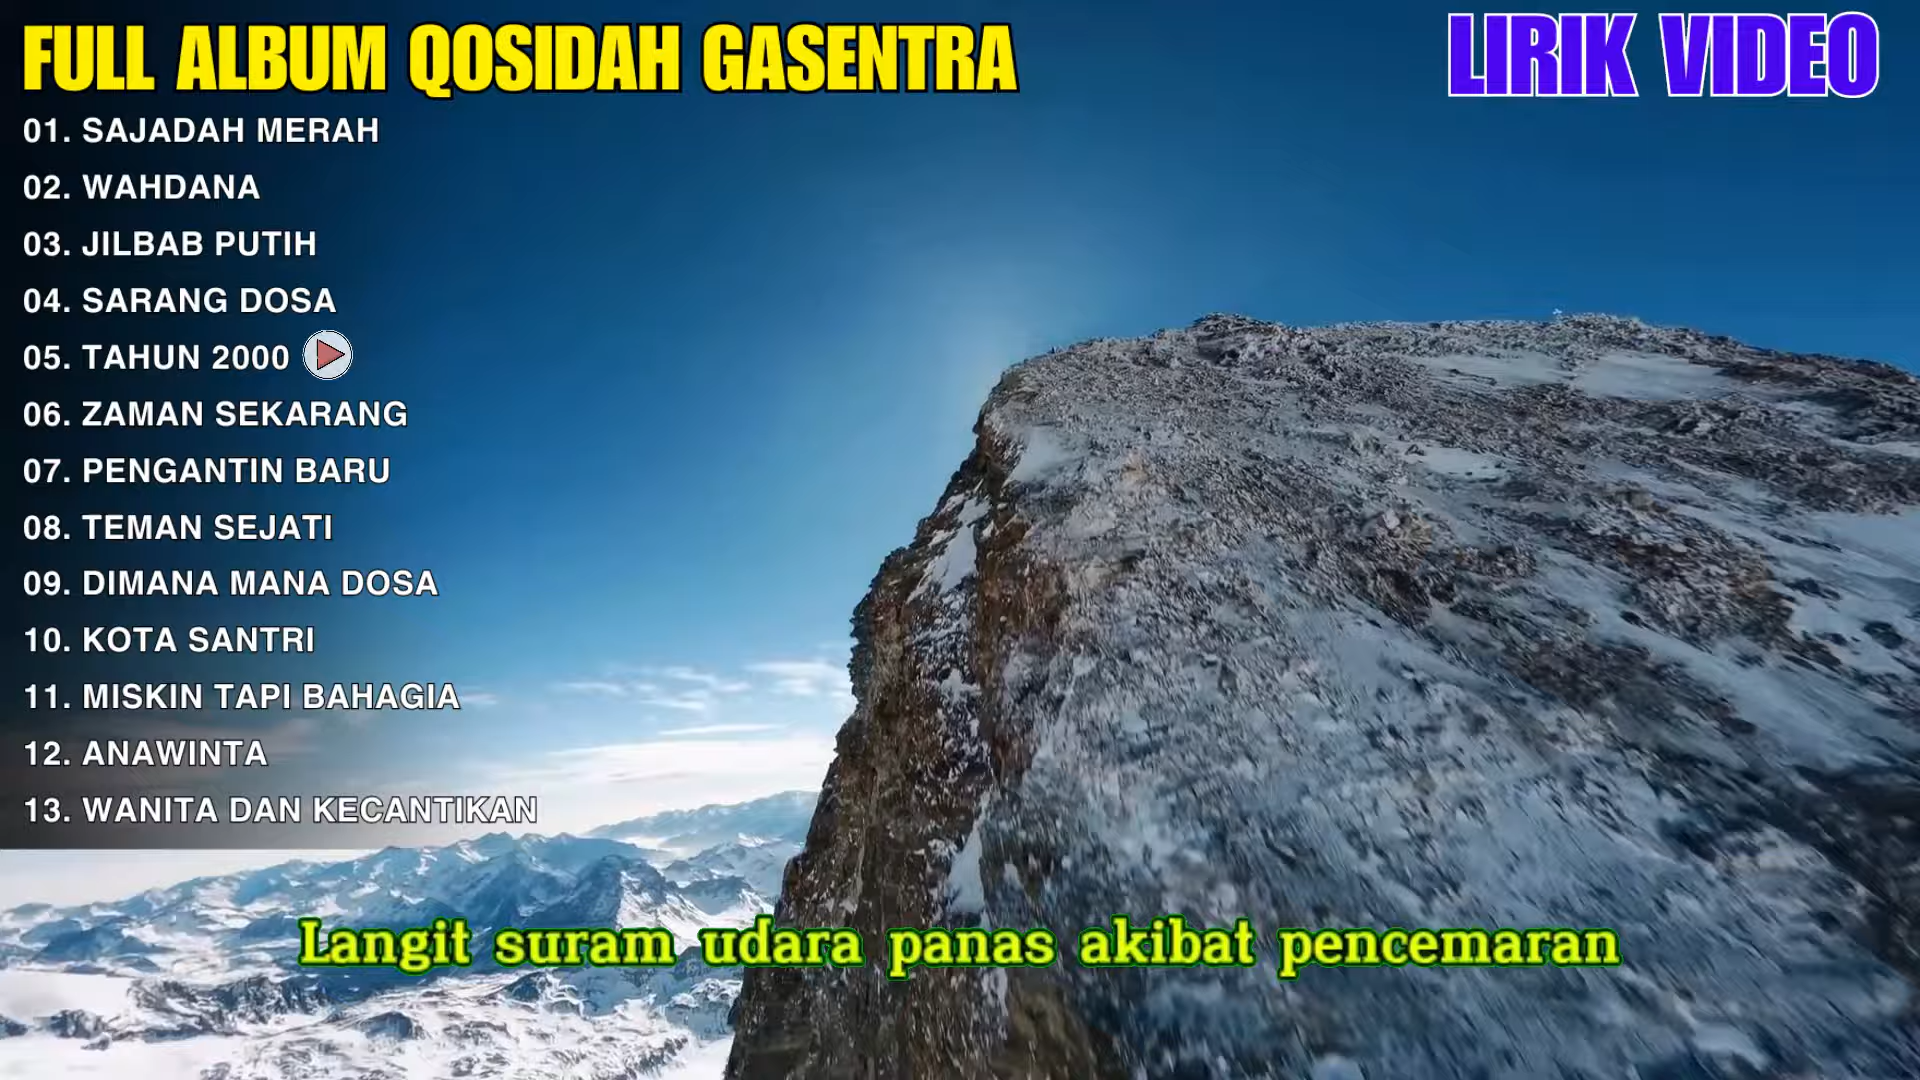 FULL ALBUM QOSIDAH GASENTRA
LIRIK VIDEO
01. SAJADAH MERAH
02. WAHDANA
03. JILBAB PUTIH
04. SARANG DOSA
05. TAHUN 2000
06. ZAMAN SEKARANG
07. PENGANTIN BARU
08. TEMAN SEJATI
09. DIMANA MANA DOSA
10. KOTA SANTRI
11. MISKIN TAPI BAHAGIA
12. ANAWINTA
13. WANITA DAN KECANTIKAN
Langit suram udara panas akibat pencemaran